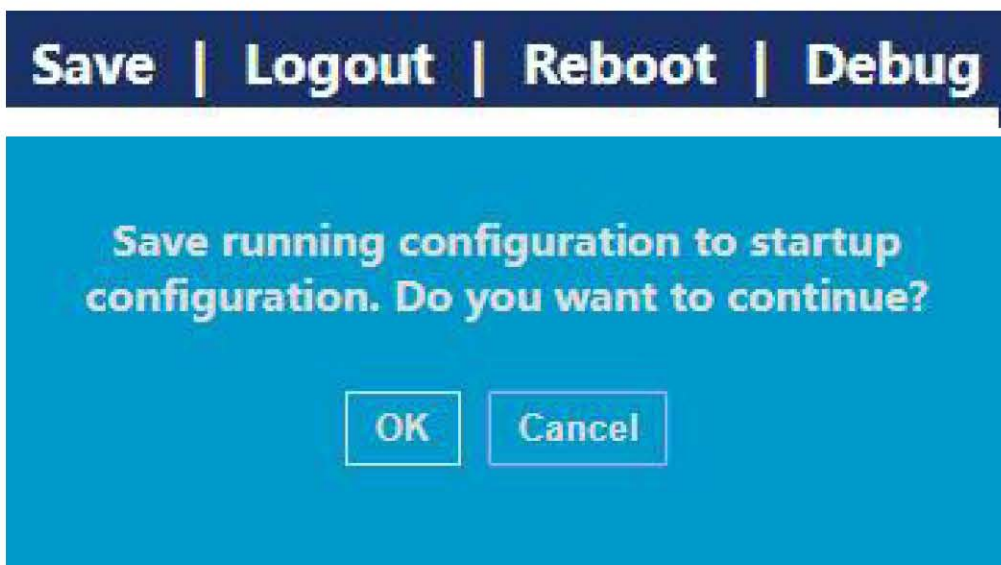 Save | Logout | Reboot | Debug
Save running configuration to startup
configuration. Do you want to continue?
OK Cancel